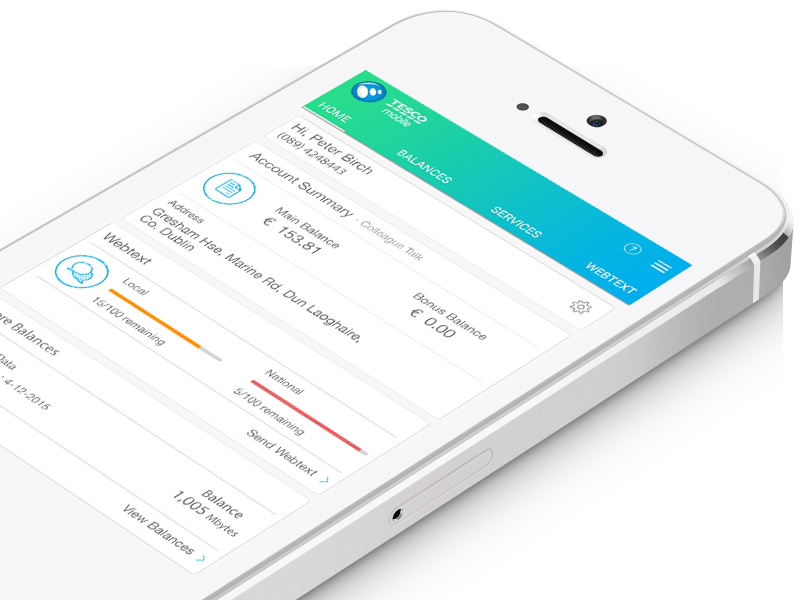 TESCO
mobile
HOME
BALANCES
SERVICES
WEBTEXT
Hi, Peter Birch
(089) 4248443
Account Summary - Colleague Talk
Main Balance
€ 153.81
Bonus Balance
€ 0.00
Address
Gresham Hse, Marine Rd, Dun Laoghaire,
Co. Dublin
Webtext
Local
15/100 remaining
National
5/100 remaining
Send Webtext
re Balances
Data
4-12-2015
Balance
1,005 Mbytes
View Balances